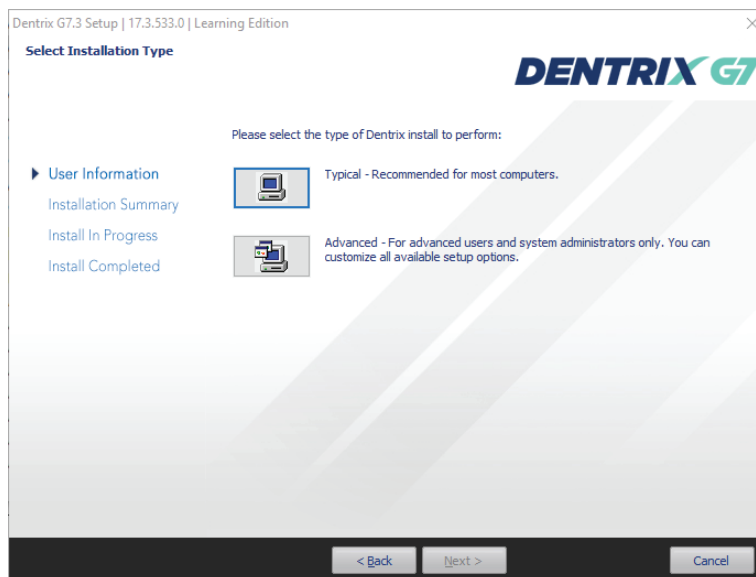 Dentrix G7.3 Setup | 17.3.533.0 | Learning Edition
Select Installation Type
DENTRIX G7
Please select the type of Dentrix install to perform:
User Information
Installation Summary
Install In Progress
Install Completed
Typical - Recommended for most computers.
Advanced - For advanced users and system administrators only. You can
customize all available setup options.
< Back
Next >
Cancel